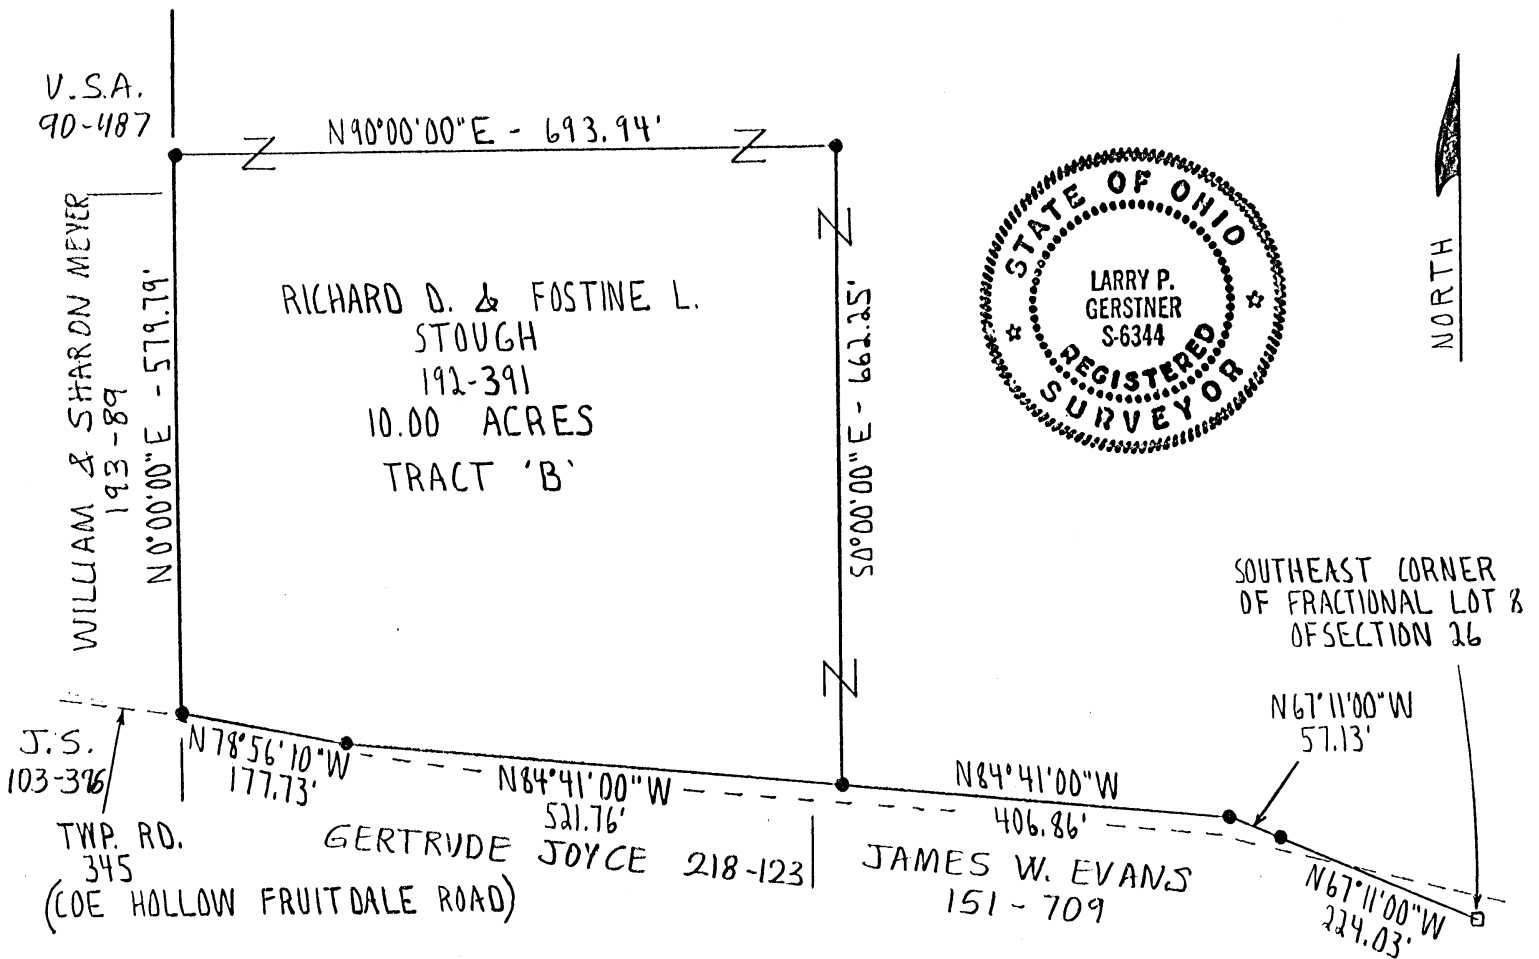 U.S.A.
90-487
N90°00'00"E - 693.94'
WILLIAM & SHARON MEYER
193-89
N0°00'00"E - 579.79'
RICHARD D. & FOSTINE L.
STOUGH
192-391
10.00 ACRES
TRACT 'B'
S0°00'00"E - 662.25'
STATE OF OHIO
LARRY P.
GERSTNER
S-6344
REGISTERED
SURVEYOR
NORTH
SOUTHEAST CORNER
OF FRACTIONAL LOT 8
OF SECTION 26
N67°11'00"W
57.13'
J.S.
103-376
N78°56'10"W
177.73'
N84°41'00"W
521.76'
N84°41'00"W
406.86'
N67°11'00"W
224.03'
TWP. RD.
345
(COE HOLLOW FRUITDALE ROAD)
GERTRUDE JOYCE 218-123
JAMES W. EVANS
151-709